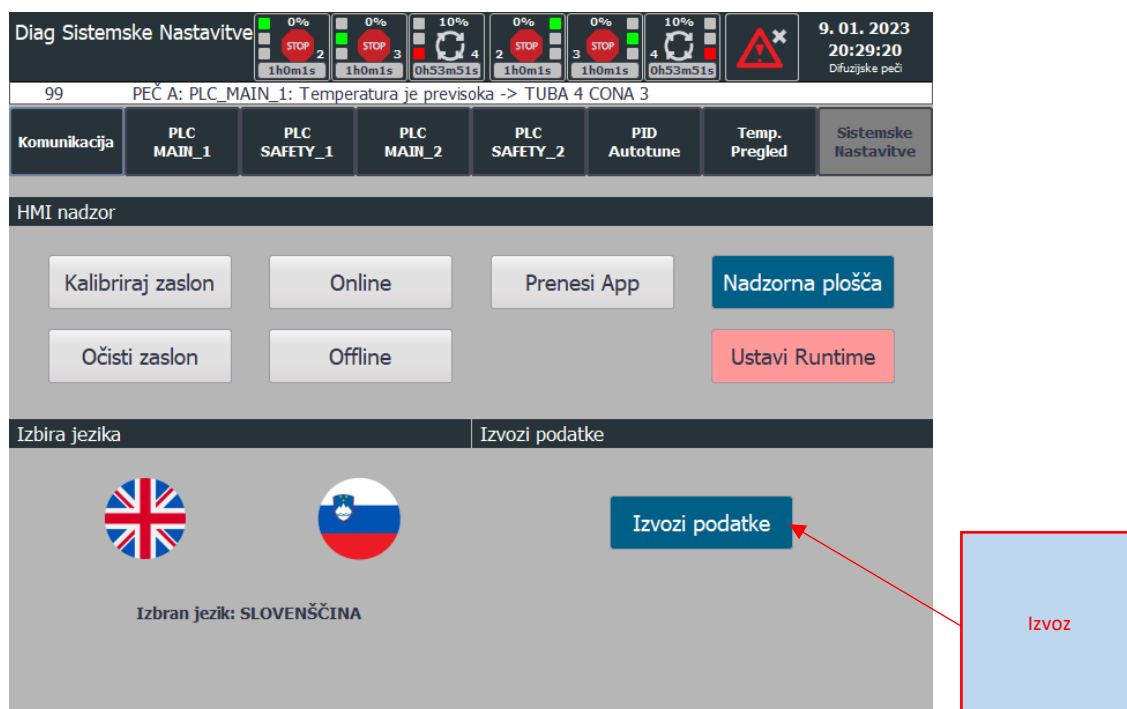 Diag Sistemske Nastavitve
0%
STOP
2
1h0m1s
0%
STOP
3
1h0m1s
10%
4
0h53m51s
0%
2
STOP
1h0m1s
0%
3
STOP
1h0m1s
10%
4
0h53m51s
9. 01. 2023
20:29:20
Difuzijske peči
99 PEČ A: PLC_MAIN_1: Temperatura je previsoka -> TUBA 4 CONA 3
Komunikacija
PLC
MAIN_1
PLC
SAFETY_1
PLC
MAIN_2
PLC
SAFETY_2
PID
Autotune
Temp.
Pregled
Sistemske
Nastavitve
HMI nadzor
Kalibriraj zaslon
Online
Prenesi App
Nadzorna plošča
Očisti zaslon
Offline
Ustavi Runtime
Izbira jezika
Izvozi podatke
Izvozi podatke
Izbran jezik: SLOVENŠČINA
Izvoz